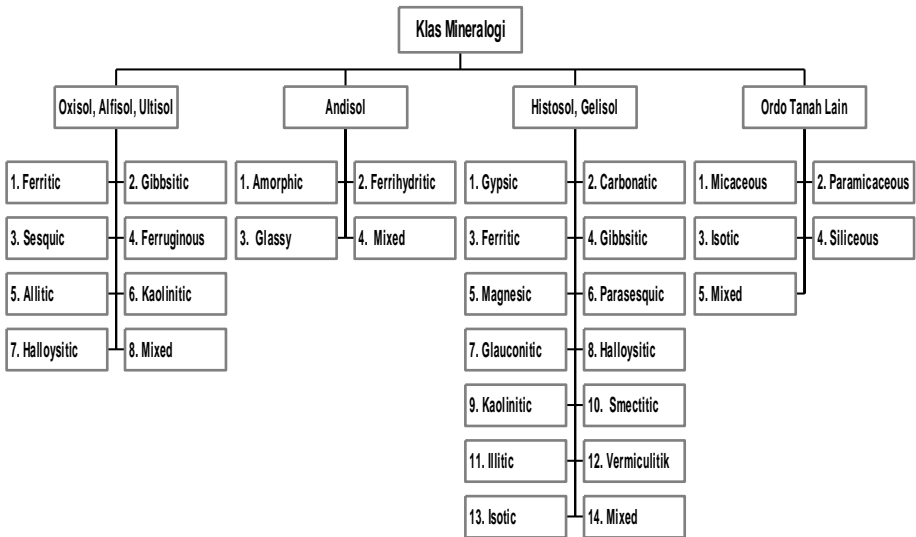 Klas Mineralogi
Oxisol, Alfisol, Ultisol
1. Ferritic
2. Gibbsitic
3. Sesquic
4. Ferruginous
5. Allitic
6. Kaolinitic
7. Halloysitic
8. Mixed
Andisol
1. Amorphic
2. Ferrihydritic
3. Glassy
4. Mixed
Histosol, Gelisol
1. Gypsic
2. Carbonatic
3. Ferritic
4. Gibbsitic
5. Magnesic
6. Parasesquic
7. Glauconitic
8. Halloysitic
9. Kaolinitic
10. Smectitic
11. Illitic
12. Vermiculitik
13. Isotic
14. Mixed
Ordo Tanah Lain
1. Micaceous
2. Paramicaceous
3. Isotic
4. Siliceous
5. Mixed